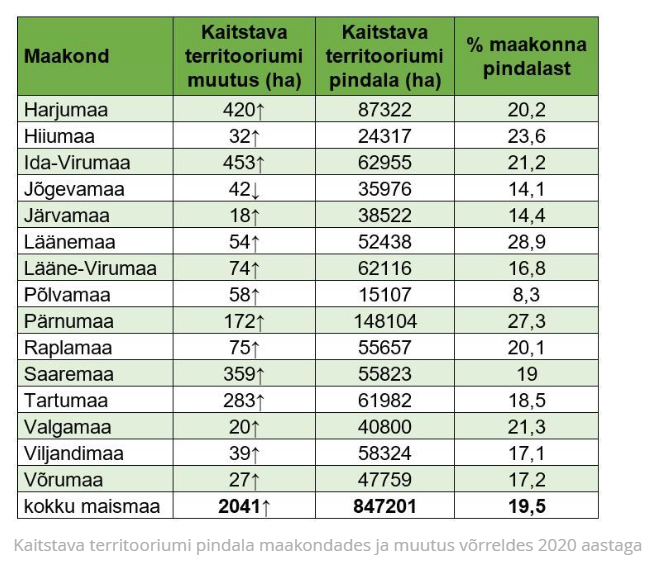 Maakond Kaitstava territooriumi muutus (ha) Kaitstava territooriumi pindala (ha) % maakonna pindalast
Harjumaa 420↑ 87322 20,2
Hiiumaa 32↑ 24317 23,6
Ida-Virumaa 453↑ 62955 21,2
Jõgevamaa 42↓ 35976 14,1
Järvamaa 18↑ 38522 14,4
Läänemaa 54↑ 52438 28,9
Lääne-Virumaa 74↑ 62116 16,8
Põlvamaa 58↑ 15107 8,3
Pärnumaa 172↑ 148104 27,3
Raplamaa 75↑ 55657 20,1
Saaremaa 359↑ 55823 19
Tartumaa 283↑ 61982 18,5
Valgamaa 20↑ 40800 21,3
Viljandimaa 39↑ 58324 17,1
Võrumaa 27↑ 47759 17,2
kokku maismaa 2041↑ 847201 19,5
Kaitstava territooriumi pindala maakondades ja muutus võrreldes 2020 aastaga